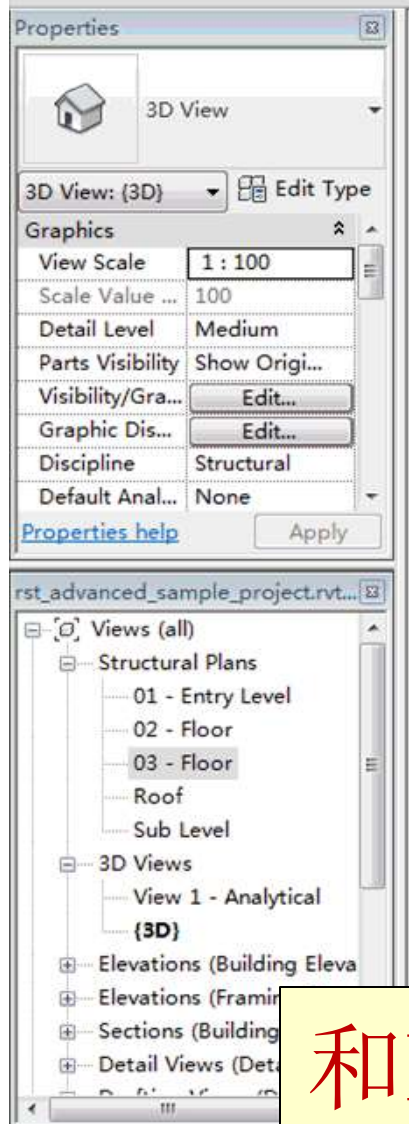 Properties
3D View
3D View: {3D}
Edit Type
Graphics
View Scale 1 : 100
Scale Value ... 100
Detail Level Medium
Parts Visibility Show Origi...
Visibility/Gra... Edit...
Graphic Dis... Edit...
Discipline Structural
Default Anal... None
Properties help Apply
rst_advanced_sample_project.rvt...
Views (all)
Structural Plans
01 - Entry Level
02 - Floor
03 - Floor
Roof
Sub Level
3D Views
View 1 - Analytical
{3D}
Elevations (Building Eleva
Elevations (Framin
Sections (Building
Detail Views (Deta
和